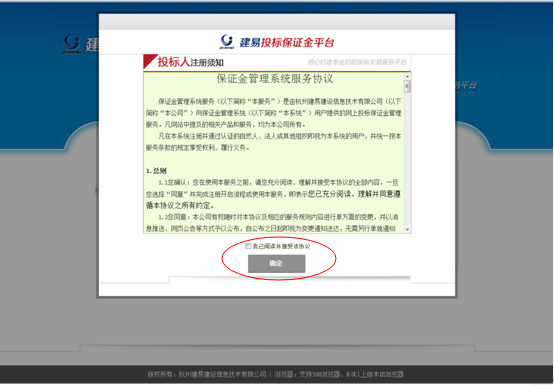 建易投标保证金平台
投标人注册须知
用心打造专业的招投标交易服务平台
保证金管理系统服务协议
保证金管理系统服务（以下简称“本服务”）是由杭州建易建设信息技术有限公司（以下
简称“本公司”）向保证金管理系统（以下简称“本系统”）用户提供的网上投标保证金服
务。凡网站中提及的相关产品和服务，均为本公司所有。
凡在本系统注册并通过认证的自然人、法人或其他组织即视为本系统的用户，并统一按本
服务条款的规定享受权利、履行义务。
1.总则
1.1您确认：您在使用本服务之前，请您充分阅读、理解并接受本协议的全部内容，一旦
您选择“同意”并完成注册开启流程或使用本服务，即表示您已充分阅读、理解并同意遵
循本协议之所有约定！
1.2您同意：本公司有权随时对本协议及相应的服务规则内容进行单方面的变更，并以消
息推送、网页公告等方式予以公布，自公布之日起即视为变更通知送达，无需另行单独通知
我已阅读并接受该协议
确定
版权所有：杭州建易建设信息技术有限公司 | 浏览器：支持360浏览器、8.0以上版本IE浏览器